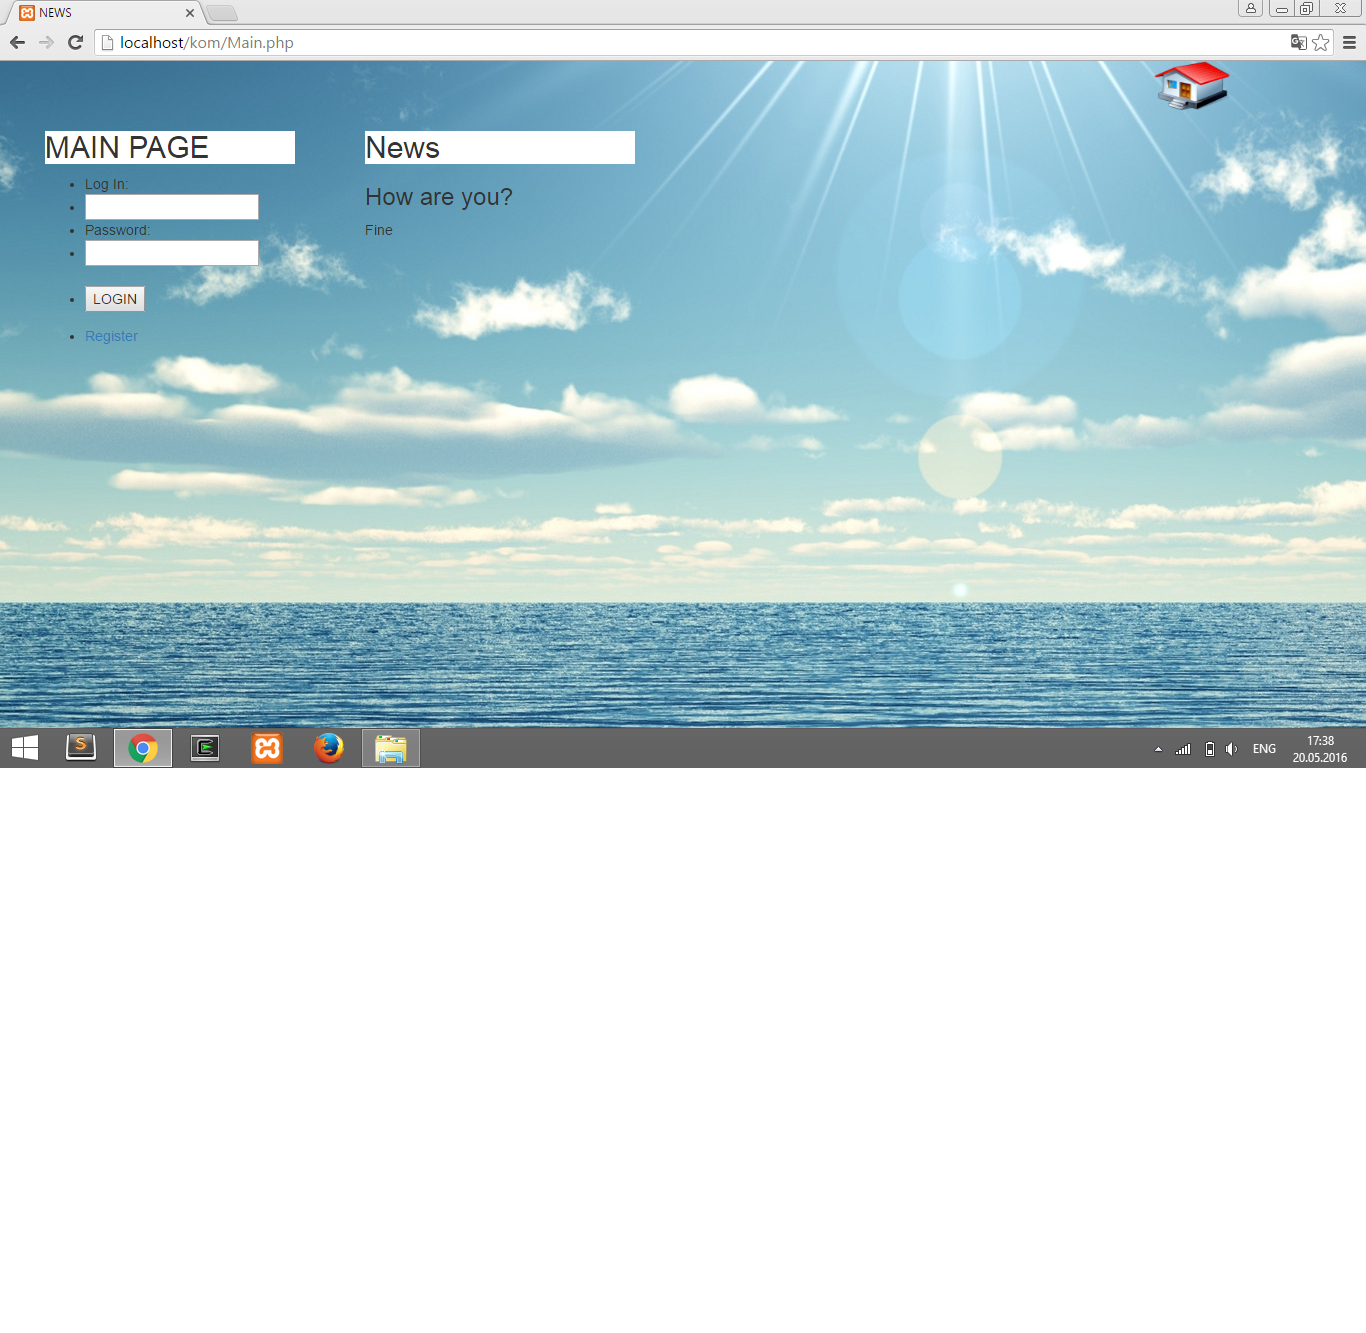 NEWS
localhost/kom/Main.php
MAIN PAGE
Log In:
Password:
LOGIN
Register
News
How are you?
Fine
ENG
17:38
20.05.2016